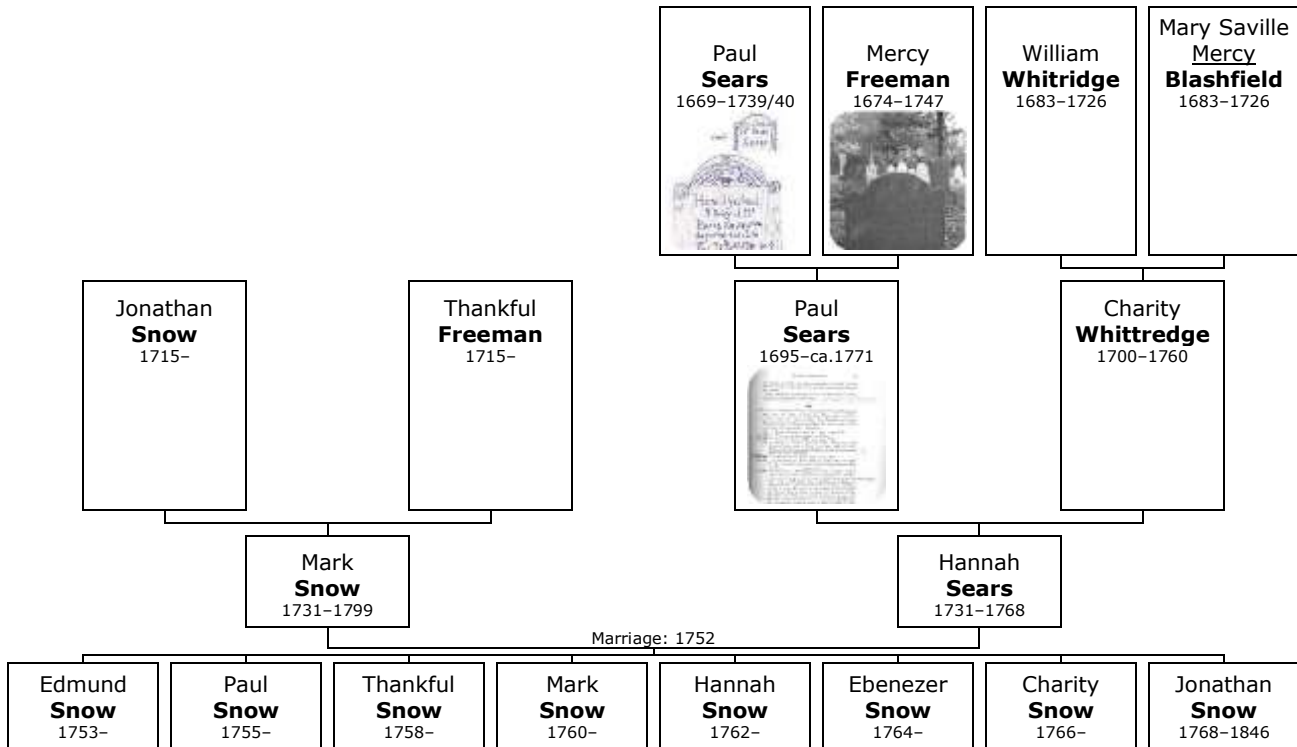 Paul
Sears
1669–1739/40
Mercy
Freeman
1674–1747
William
Whitridge
1683–1726
Mary Saville
Mercy
Blashfield
1683–1726
Jonathan
Snow
1715–
Thankful
Freeman
1715–
Paul
Sears
1695–ca.1771
Charity
Whittredge
1700–1760
Mark
Snow
1731–1799
Hannah
Sears
1731–1768
Marriage: 1752
Edmund
Snow
1753–
Paul
Snow
1755–
Thankful
Snow
1758–
Mark
Snow
1760–
Hannah
Snow
1762–
Ebenezer
Snow
1764–
Charity
Snow
1766–
Jonathan
Snow
1768–1846